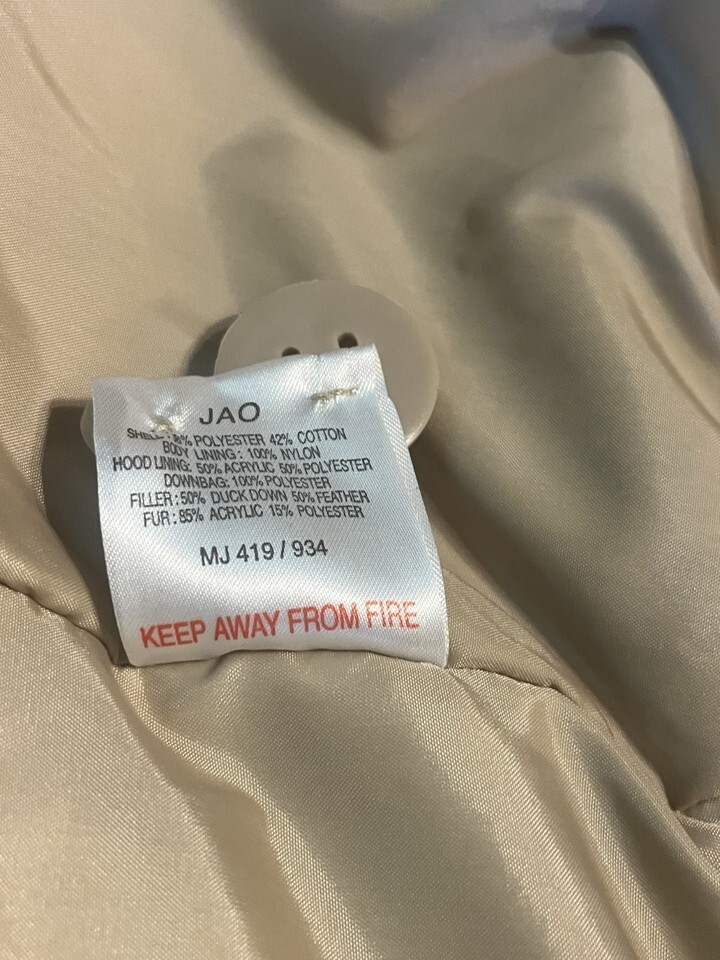 JAO
8% POLYESTER 42% COTTON
BODY LINING : 100% NYLON
HOOD LINING: 50% ACRYLIC 50% POLYESTER
DOWNBAG: 100% POLYESTER
FILLER : 50% DUCK DOWN 50% FEATHER
FUR : 85% ACRYLIC 15% POLYESTER
MJ 419 / 934
KEEP AWAY FROM FIRE